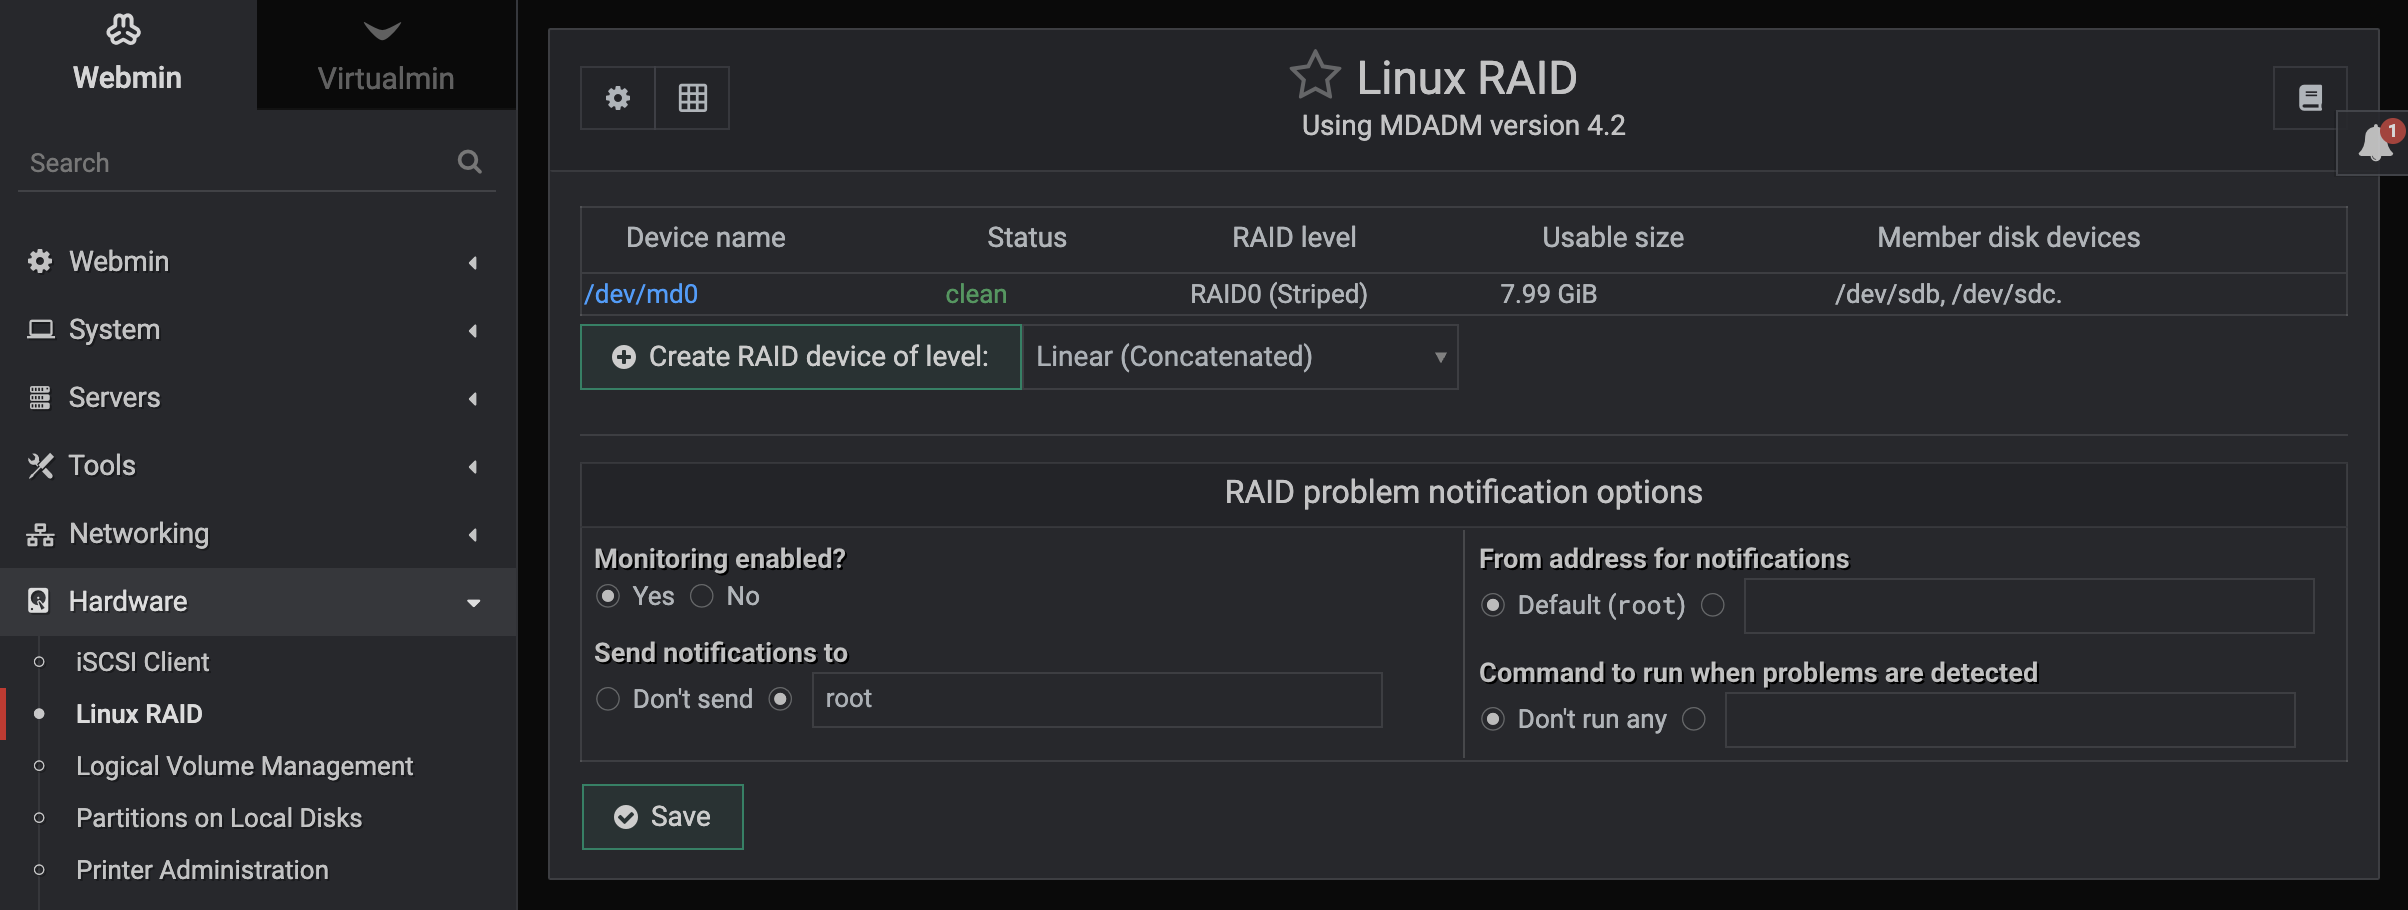 Webmin
Virtualmin
Search
Webmin
System
Servers
Tools
Networking
Hardware
iSCSI Client
Linux RAID
Logical Volume Management
Partitions on Local Disks
Printer Administration
Linux RAID
Using MDADM version 4.2
1
Device name Status RAID level Usable size Member disk devices
/dev/md0 clean RAID0 (Striped) 7.99 GiB /dev/sdb, /dev/sdc.
Create RAID device of level: Linear (Concatenated)
RAID problem notification options
Monitoring enabled?
Yes No
Send notifications to
Don't send root
From address for notifications
Default (root)
Command to run when problems are detected
Don't run any
Save